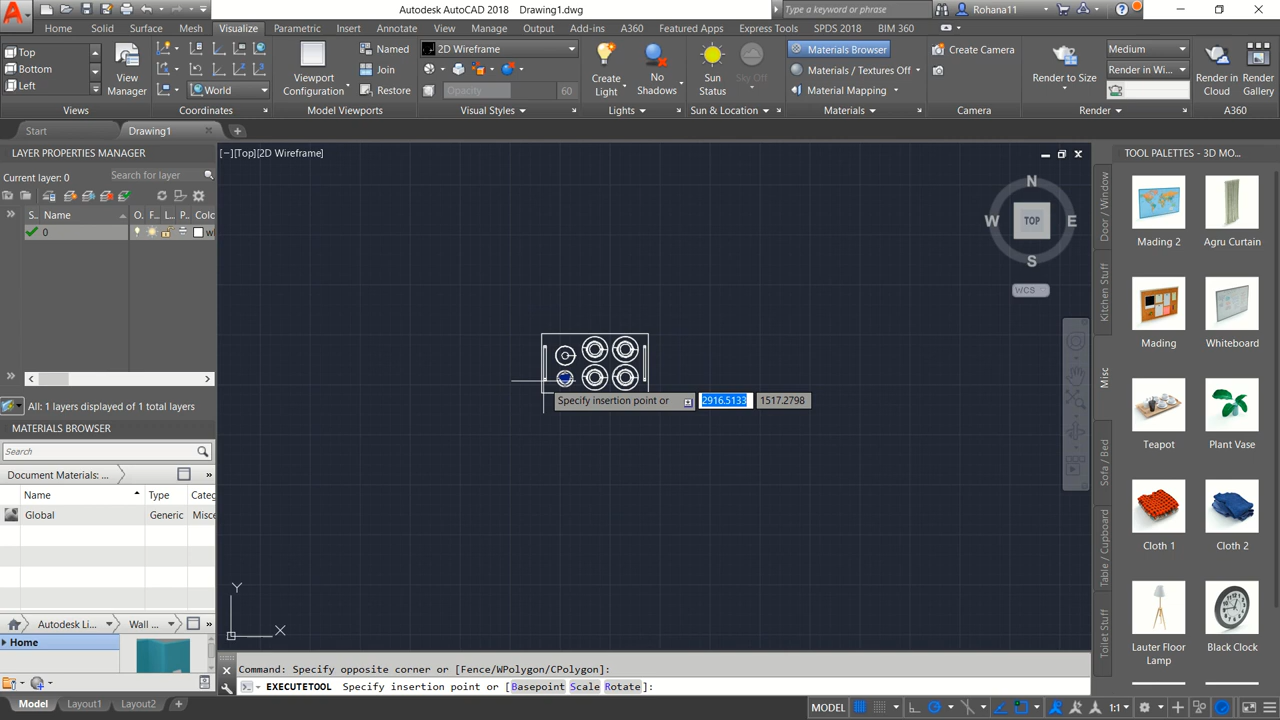 Autodesk AutoCAD 2018 Drawing1.dwg
Type a keyword or phrase
Rohana11
Home Solid Surface Mesh Visualize Parametric Insert Annotate View Manage Output Add-ins A360 Featured Apps Express Tools SPDS 2018 BIM 360
Top
Bottom
Left
View Manager
World
Viewport Configuration
Named
Join
Restore
2D Wireframe
Opacity 60
Create Light
No Shadows
Sun Status
Sky Off
Materials Browser
Materials / Textures Off
Material Mapping
Create Camera
Render to Size
Medium
Render in Wi...
Render in Cloud
Render Gallery
Views Coordinates Model Viewports Visual Styles Lights Sun & Location Materials Camera Render A360
Start Drawing1
LAYER PROPERTIES MANAGER
Current layer: 0
Search for layer
S.. Name O. F.. L.. P.. Colo
0
All: 1 layers displayed of 1 total layers
MATERIALS BROWSER
Search
Document Materials:
Name Type Categ
Global Generic Misce
Autodesk Li... Wall ...
Home
[−][Top][2D Wireframe]
N
W TOP E
S
WCS
Specify insertion point or 2916.5133 1517.2798
Y
X
TOOL PALETTES - 3D MO...
Door / Window
Kitchen Stuff
Misc
Sofa / Bed
Table / Cupboard
Toilet Stuff
Mading 2 Agru Curtain
Mading Whiteboard
Teapot Plant Vase
Cloth 1 Cloth 2
Lauter Floor Lamp Black Clock
Command: Specify opposite corner or [Fence/WPolygon/CPolygon]:
EXECUTETOOL Specify insertion point or [Basepoint Scale Rotate]:
Model Layout1 Layout2
MODEL 1:1